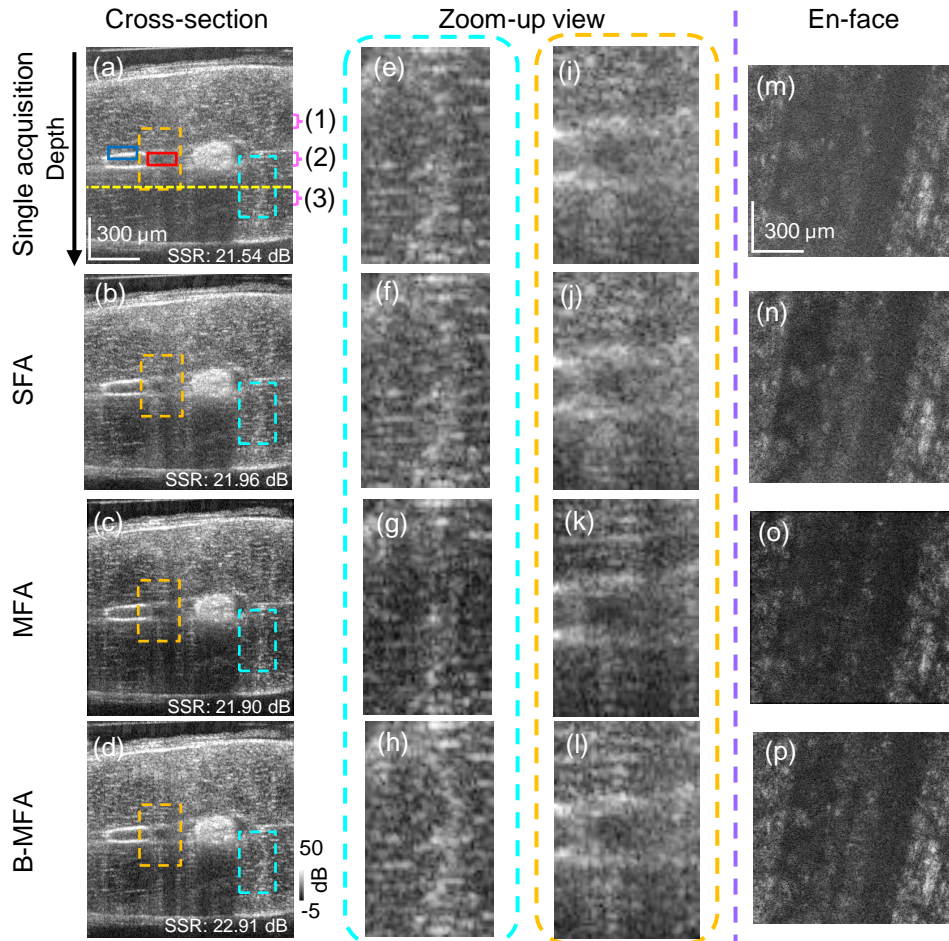 Cross-section
Zoom-up view
En-face
Single acquisition
Depth
(a)
(1)
(2)
(3)
300 μm
SSR: 21.54 dB
(e)
(i)
(m)
300 μm
SFA
(b)
SSR: 21.96 dB
(f)
(j)
(n)
MFA
(c)
SSR: 21.90 dB
(g)
(k)
(o)
B-MFA
(d)
50
dB
-5
SSR: 22.91 dB
(h)
(l)
(p)